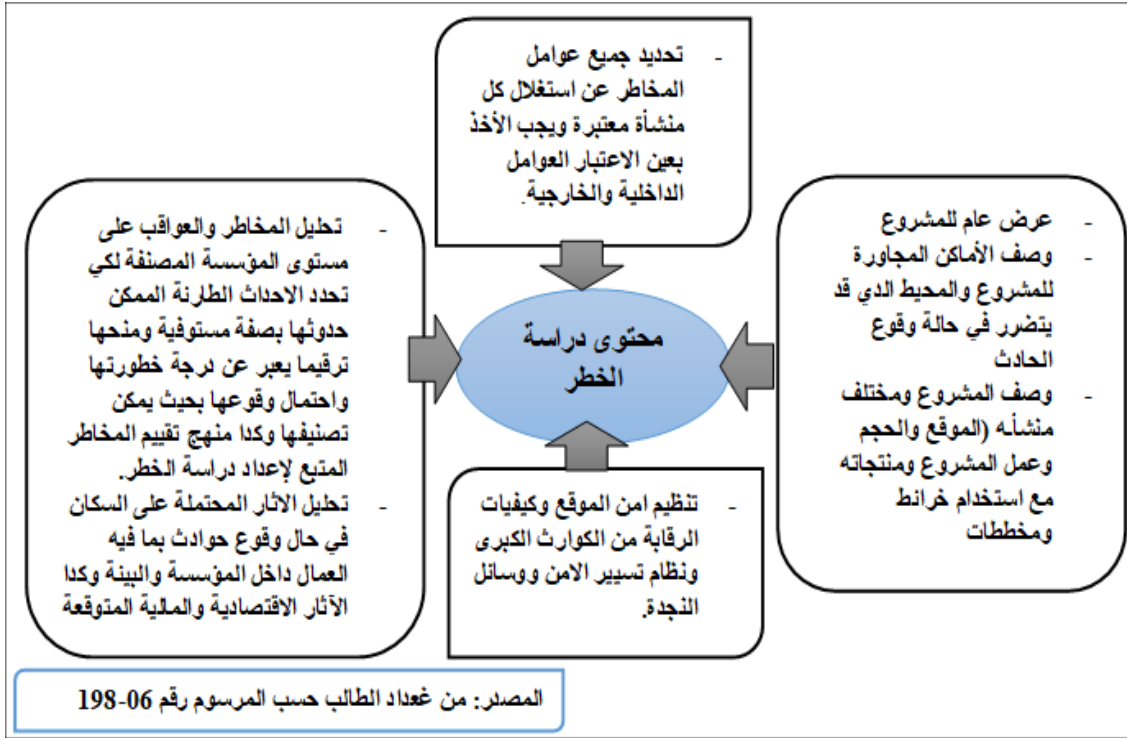 - تحديد جميع عوامل
المخاطر عن استغلال كل
منشأة معتبرة ويجب الأخذ
بعين الاعتبار العوامل
الداخلية والخارجية.
- عرض عام للمشروع
- وصف الأماكن المجاورة
للمشروع والمحيط الدي قد
يتضرر في حالة وقوع
الحادث
- وصف المشروع ومختلف
منشأته (الموقع والحجم
وعمل المشروع ومنتجاته
مع استخدام خرائط
ومخططات
محتوى دراسة
الخطر
- تحليل المخاطر والعواقب على
مستوى المؤسسة المصنفة لكي
تحدد الاحداث الطارئة الممكن
حدوثها بصفة مستوفية ومنحها
ترقيما يعبر عن درجة خطورتها
واحتمال وقوعها بحيث يمكن
تصنيفها وكدا منهج تقييم المخاطر
المتبع لإعداد دراسة الخطر.
- تحليل الاثار المحتملة على السكان
في حال وقوع حوادث بما فيه
العمال داخل المؤسسة والبيئة وكدا
الآثار الاقتصادية والمالية المتوقعة
- تنظيم امن الموقع وكيفيات
الرقابة من الكوارث الكبرى
ونظام تسيير الامن ووسائل
النجدة.
المصدر: من غعداد الطالب حسب المرسوم رقم 06-198